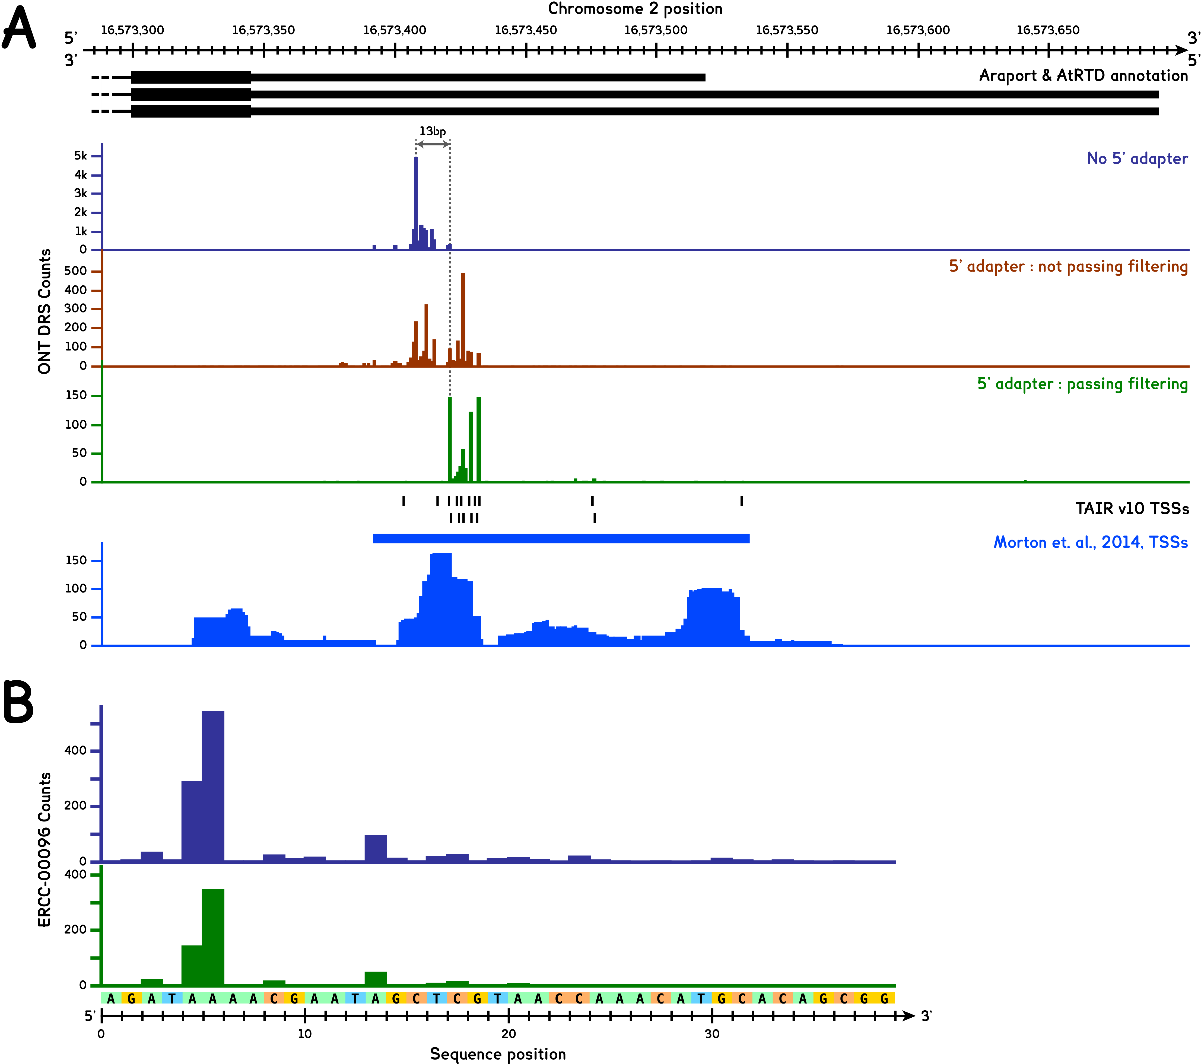 A
Chromosome 2 position
16,573,300 16,573,350 16,573,400 16,573,450 16,573,500 16,573,550 16,573,600 16,573,650
5' 3'
3' 5'
Araport & AtRTD annotation
13bp
No 5' adapter
5k
4k
3k
2k
1k
0
5' adapter : not passing filtering
500
400
300
200
100
0
ONT DRS Counts
5' adapter : passing filtering
150
100
50
0
TAIR v10 TSSs
Morton et. al., 2014, TSSs
150
100
50
0
B
400
200
0
ERCC-00096 Counts
400
200
0
A G A T A A A A C G A A T A G C T C G T A A C C A A A C A T G C A C A G C G G
5' 3'
0 10 20 30
Sequence position